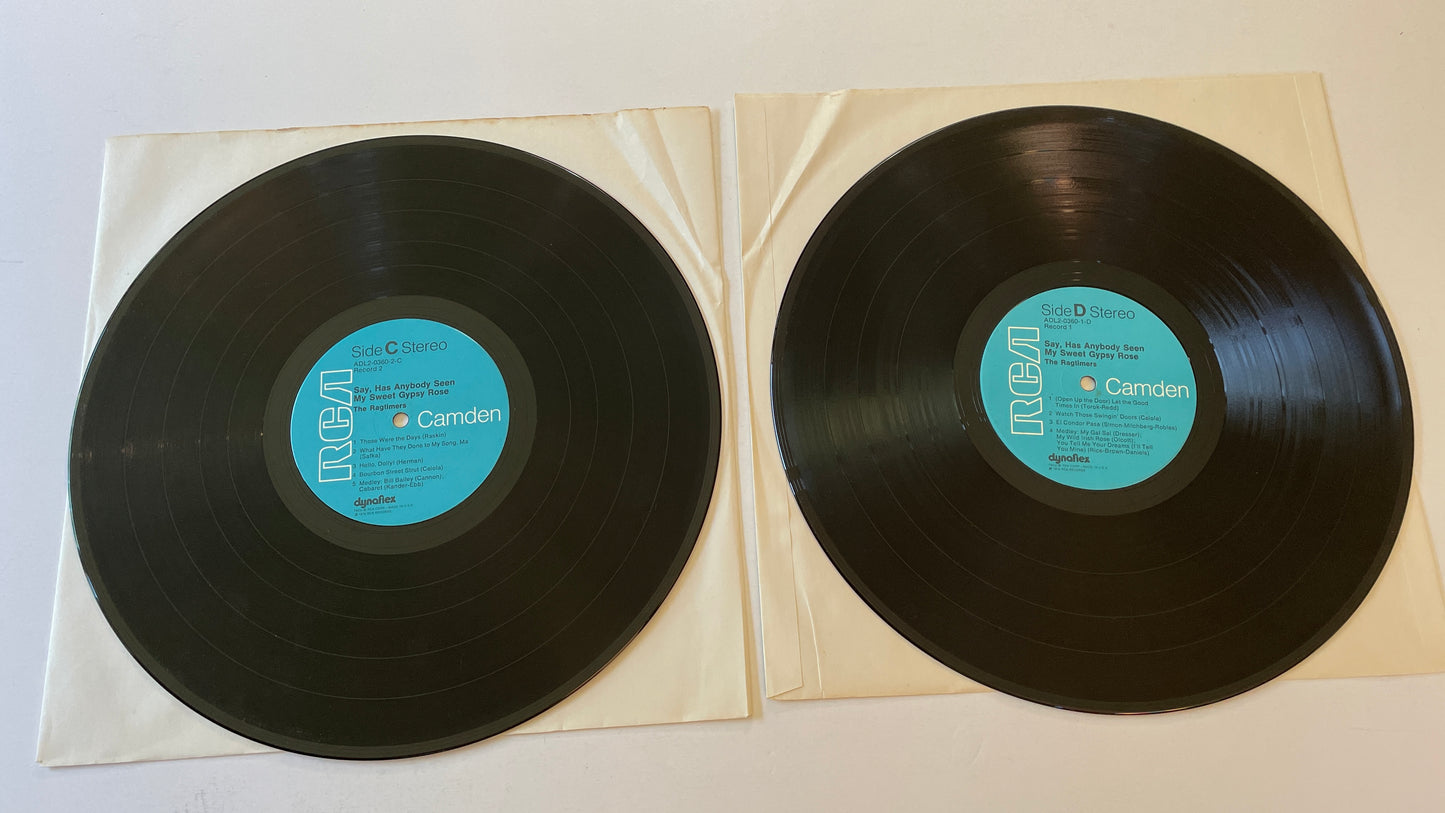 Side C Stereo
ADL2-0360-2-C
Record 2
RCA
Say, Has Anybody Seen
My Sweet Gypsy Rose
The Ragtimers
Camden
1 Those Were the Days (Raskin)
2 What Have They Done to My Song, Ma
(Safka)
3 Hello, Dolly! (Herman)
4 Bourbon Street Strut (Caiola)
5 Medley: Bill Bailey (Cannon);
Cabaret (Kander-Ebb)
dynaflex
Side D Stereo
ADL2-0360-1-D
Record 1
RCA
Say, Has Anybody Seen
My Sweet Gypsy Rose
The Ragtimers
Camden
1 (Open Up the Door) Let the Good
Times In (Torok-Redd)
2 Watch Those Swingin' Doors (Caiola)
3 El Condor Pasa (Simon-Milchberg-Robles)
4 Medley: My Gal Sal (Dresser);
My Wild Irish Rose (Olcott);
You Tell Me Your Dreams (I'll Tell
You Mine) (Rice-Brown-Daniels)
dynaflex